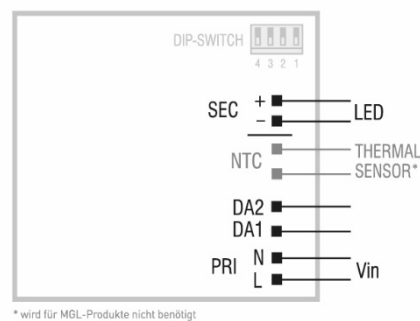 DIP-SWITCH
4 3 2 1
SEC + LED
−
NTC THERMAL
SENSOR*
DA2
DA1
PRI N Vin
L
* wird für MGL-Produkte nicht benötigt